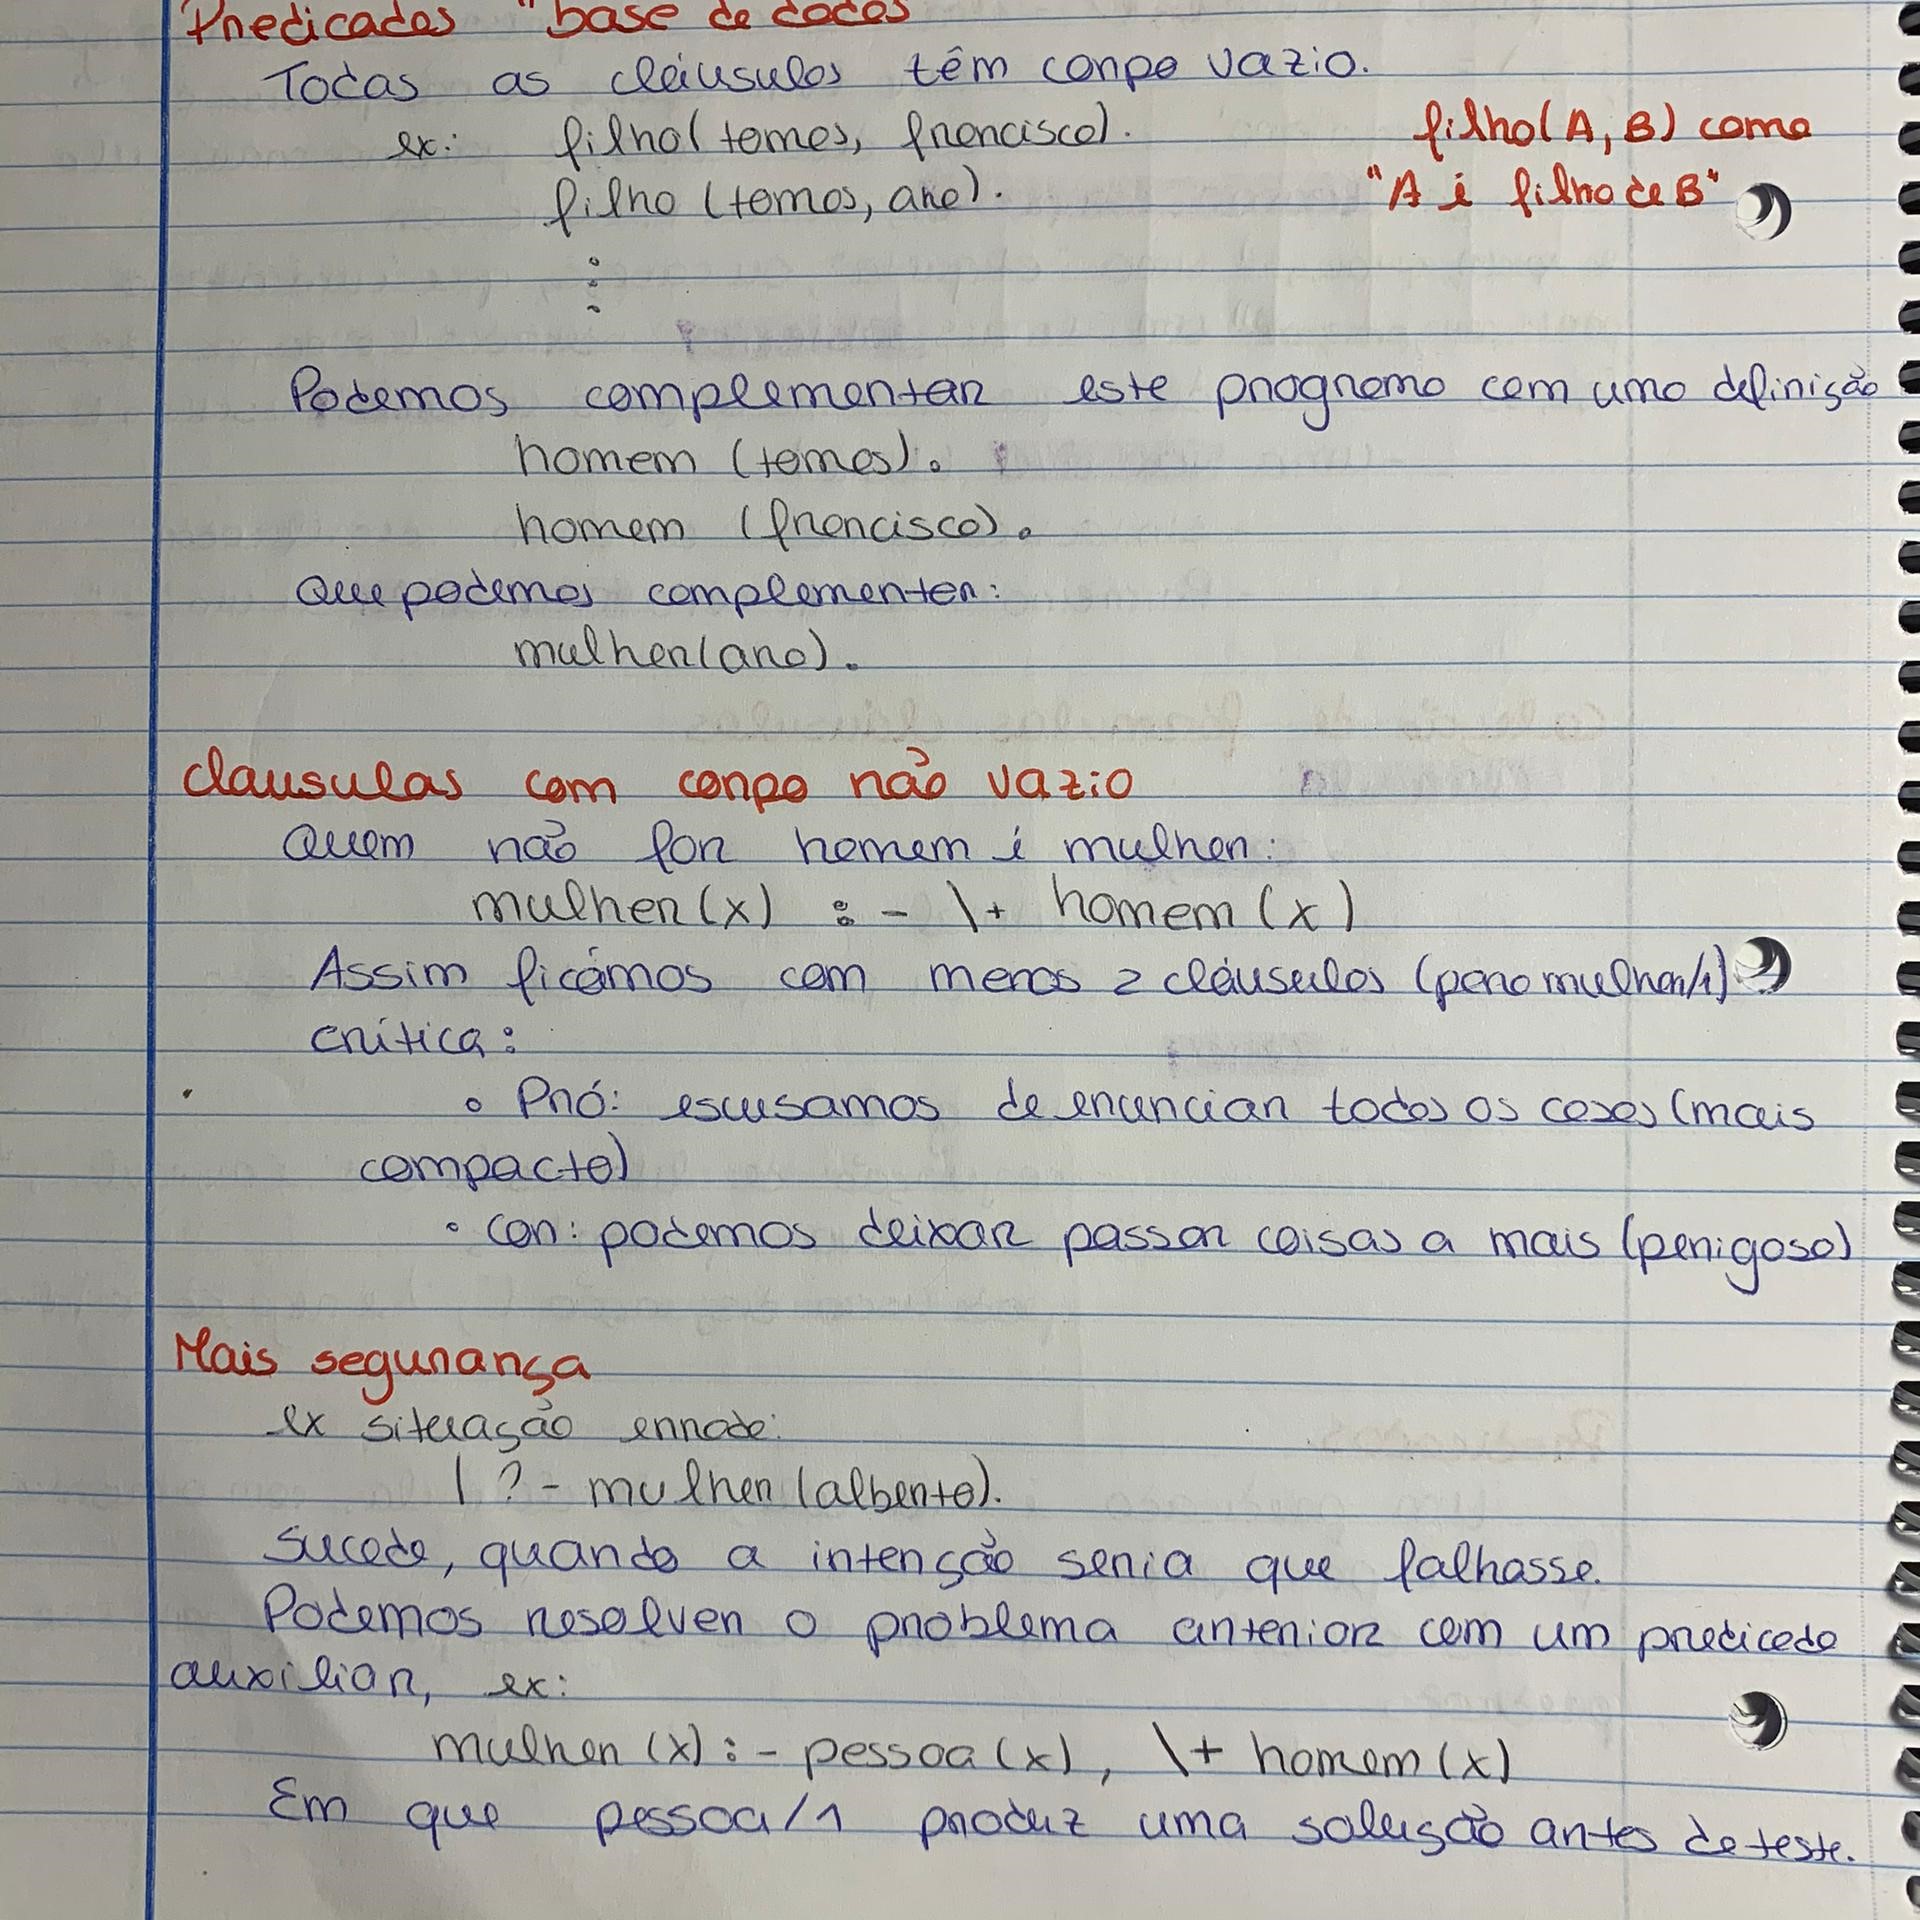 Predicados "base de dados
Todas as cláusulas têm corpo vazio.
ex: filho(tomas, francisco).
filho(A, B) como
filho (tomas, ana).
"A é filho de B"
:
Podemos complementar este programa com uma definição
homem (tomas).
homem (francisco).
Que podemos complementar:
mulher(ana).
clausulas com corpo não vazio
Quem não for homem é mulher:
mulher(x) :- \+ homem (x)
Assim ficámos com menos 2 cláusulas (para mulher/1)
crítica:
• Pró: escusamos de enunciar todos os casos (mais
compacto)
• con: podemos deixar passar coisas a mais (perigoso)
Mais segurança
ex situação errada:
| ?- mulher (alberto).
Sucede, quando a intenção seria que falhasse.
Podemos resolver o problema anterior com um predicado
auxiliar, ex:
mulher (x) :- pessoa (x), \+ homem (x)
Em que pessoa/1 produz uma solução antes de teste.